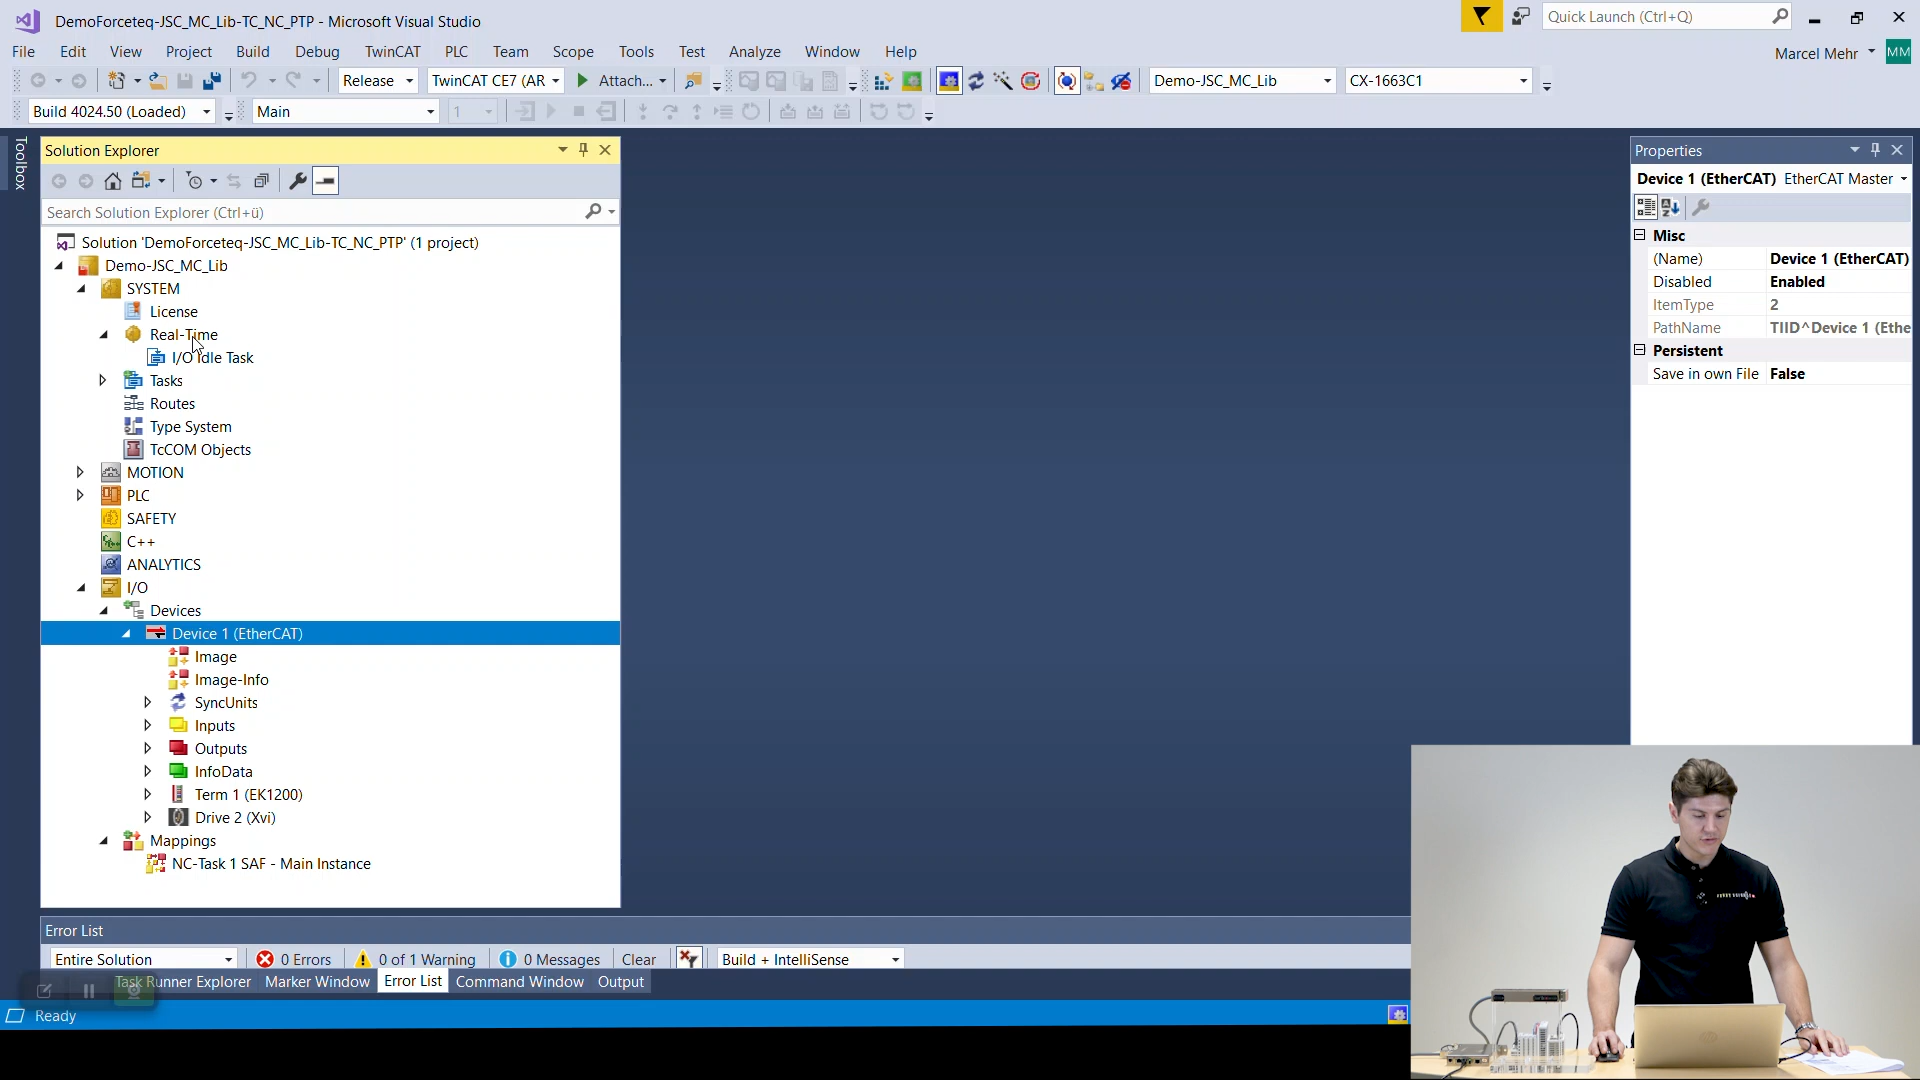 DemoForceteq-JSC_MC_Lib-TC_NC_PTP - Microsoft Visual Studio
Quick Launch (Ctrl+Q)
File Edit View Project Build Debug TwinCAT PLC Team Scope Tools Test Analyze Window Help
Marcel Mehr MM
Release TwinCAT CE7 (AR Attach... Demo-JSC_MC_Lib CX-1663C1
Build 4024.50 (Loaded) Main 1
Toolbox
Solution Explorer
Search Solution Explorer (Ctrl+ü)
Solution 'DemoForceteq-JSC_MC_Lib-TC_NC_PTP' (1 project)
Demo-JSC_MC_Lib
SYSTEM
License
Real-Time
I/O Idle Task
Tasks
Routes
Type System
TcCOM Objects
MOTION
PLC
SAFETY
C++
ANALYTICS
I/O
Devices
Device 1 (EtherCAT)
Image
Image-Info
SyncUnits
Inputs
Outputs
InfoData
Term 1 (EK1200)
Drive 2 (Xvi)
Mappings
NC-Task 1 SAF - Main Instance
Properties
Device 1 (EtherCAT) EtherCAT Master
Misc
(Name) Device 1 (EtherCAT)
Disabled Enabled
ItemType 2
PathName TIID^Device 1 (Ethe
Persistent
Save in own File False
Error List
Entire Solution 0 Errors 0 of 1 Warning 0 Messages Clear Build + IntelliSense
Task Runner Explorer Marker Window Error List Command Window Output
Ready